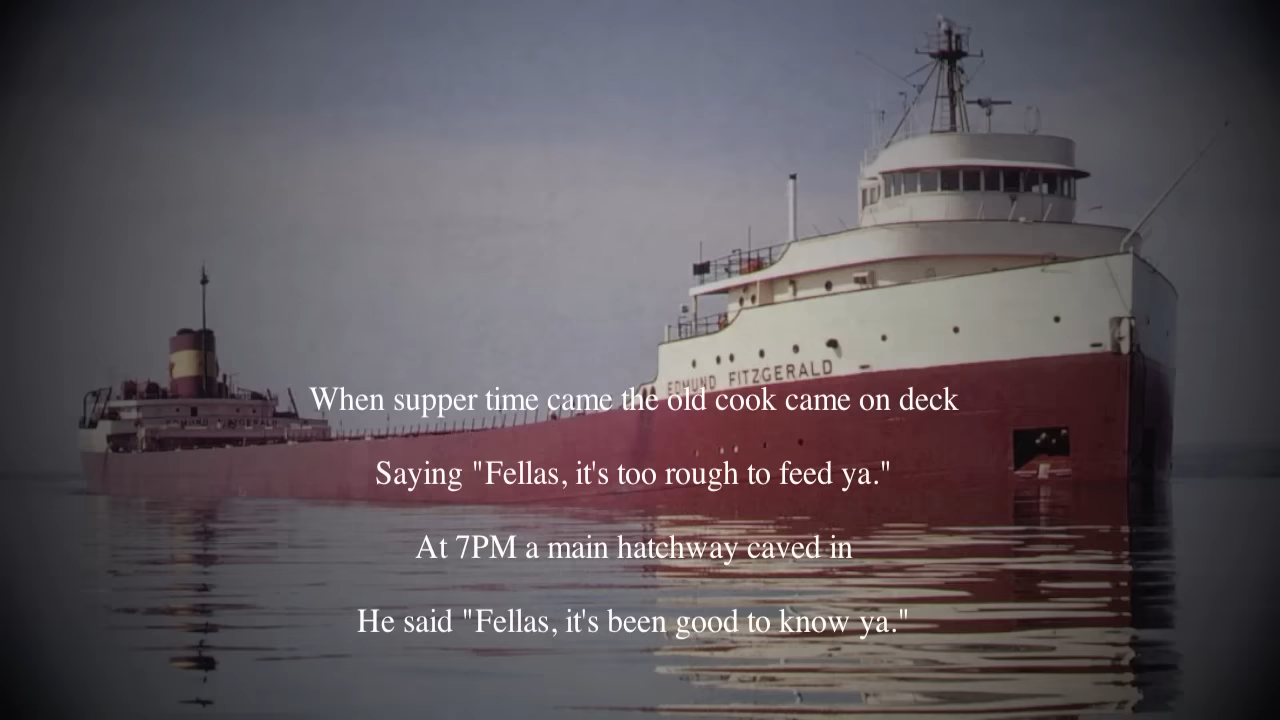 EDMUND FITZGERALD
When supper time came the old cook came on deck
Saying "Fellas, it's too rough to feed ya."
At 7PM a main hatchway caved in
He said "Fellas, it's been good to know ya."